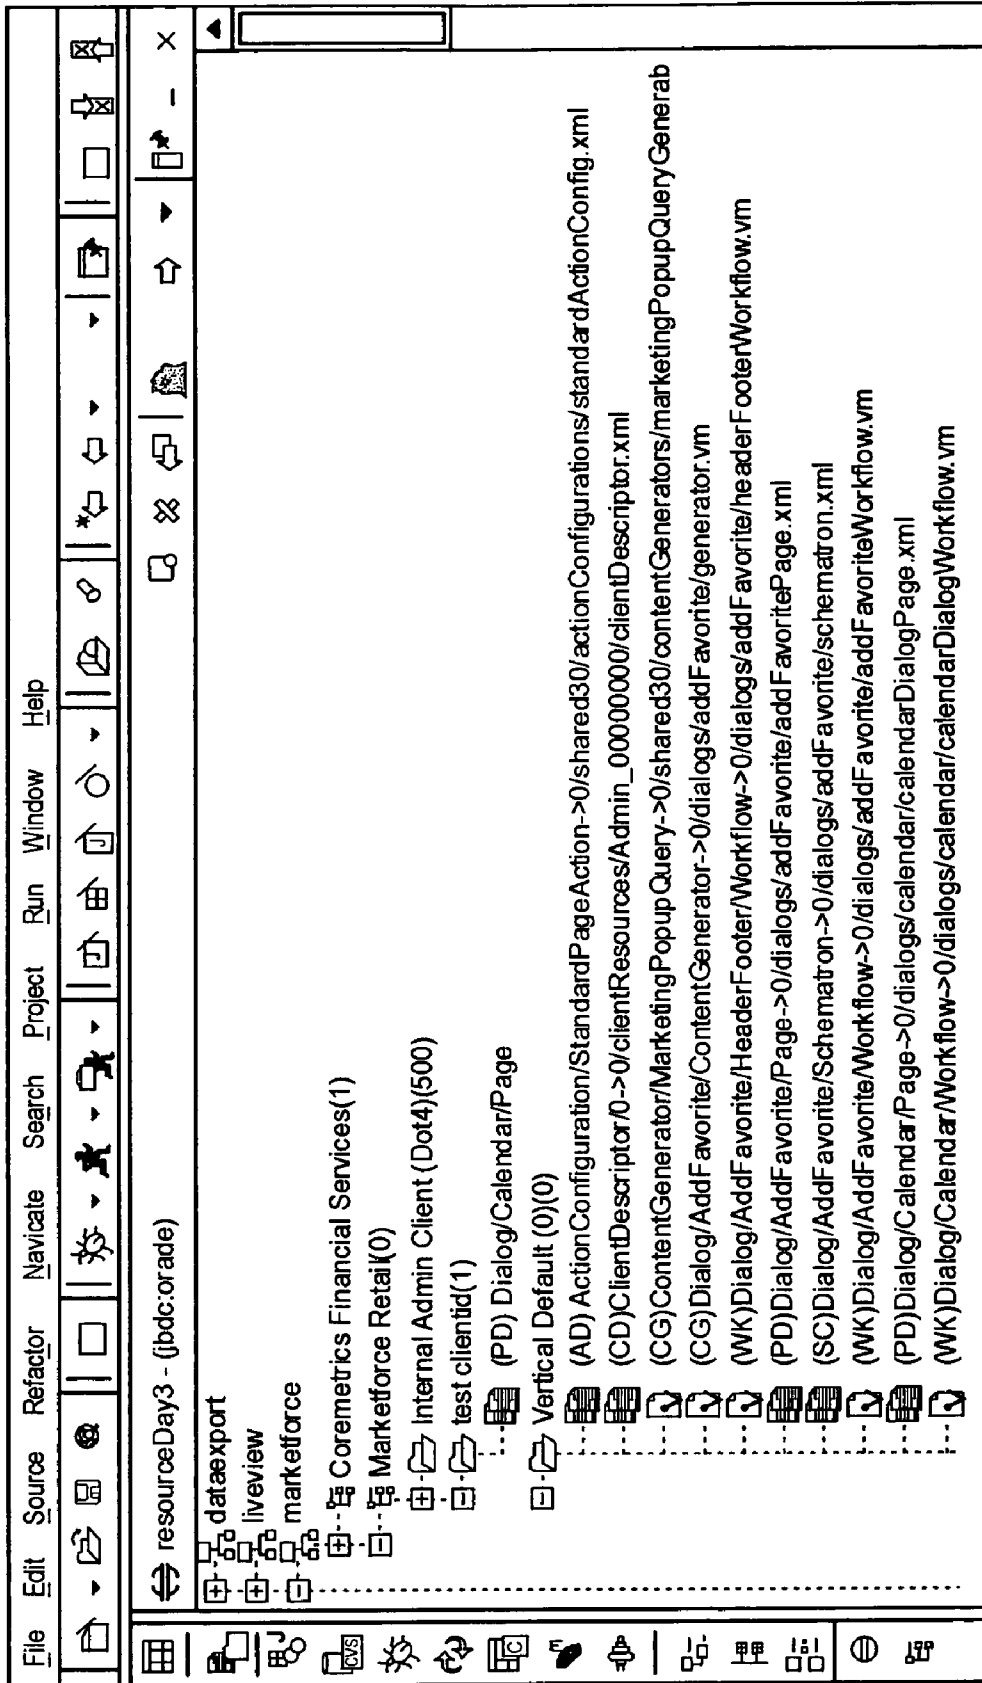 File Edit Source Refactor Navigate Search Project Run Window Help
resourceDay3 - (jbdc:orade)
dataexport
liveview
marketforce
Coremetrics Financial Services(1)
Marketforce Retail(0)
Internal Admin Client (Dot4)(500)
test clientid(1)
(PD) Dialog/Calendar/Page
Vertical Default (0)(0)
(AD) ActionConfiguration/StandardPageAction->0/shared30/actionConfigurations/standardActionConfig.xml
(CD)ClientDescriptor/0->0/clientResources/Admin_00000000/clientDescriptor.xml
(CG)ContentGenerator/MarketingPopupQuery->0/shared30/contentGenerators/marketingPopupQueryGenerab
(CG)Dialog/AddFavorite/ContentGenerator->0/dialogs/addFavorite/generator.vm
(WK)Dialog/AddFavorite/HeaderFooter/Workflow->0/dialogs/addFavorite/headerFooterWorkflow.vm
(PD)Dialog/AddFavorite/Page->0/dialogs/addFavorite/addFavoritePage.xml
(SC)Dialog/AddFavorite/Schematron->0/dialogs/addFavorite/schematron.xml
(WK)Dialog/AddFavorite/Workflow->0/dialogs/addFavorite/addFavoriteWorkflow.vm
(PD)Dialog/Calendar/Page->0/dialogs/calendar/calendarDialogPage.xml
(WK)Dialog/Calendar/Workflow->0/dialogs/calendar/calendarDialogWorkflow.vm
CVS
C